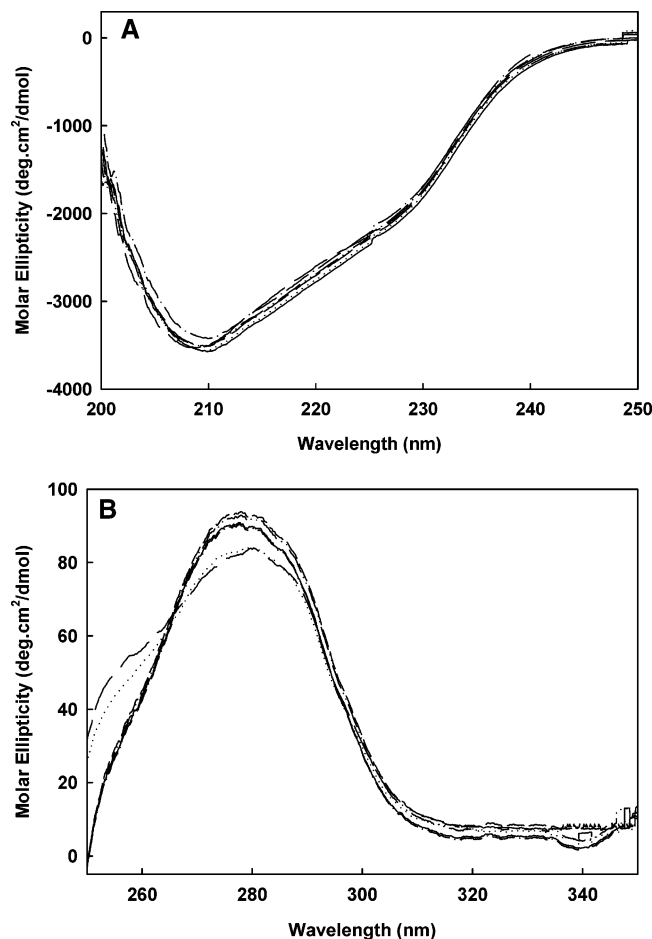 A
0
-1000
-2000
-3000
-4000
Molar Ellipticity (deg.cm²/dmol)
200 210 220 230 240 250
Wavelength (nm)
B
100
80
60
40
20
0
Molar Ellipticity (deg.cm²/dmol)
260 280 300 320 340
Wavelength (nm)